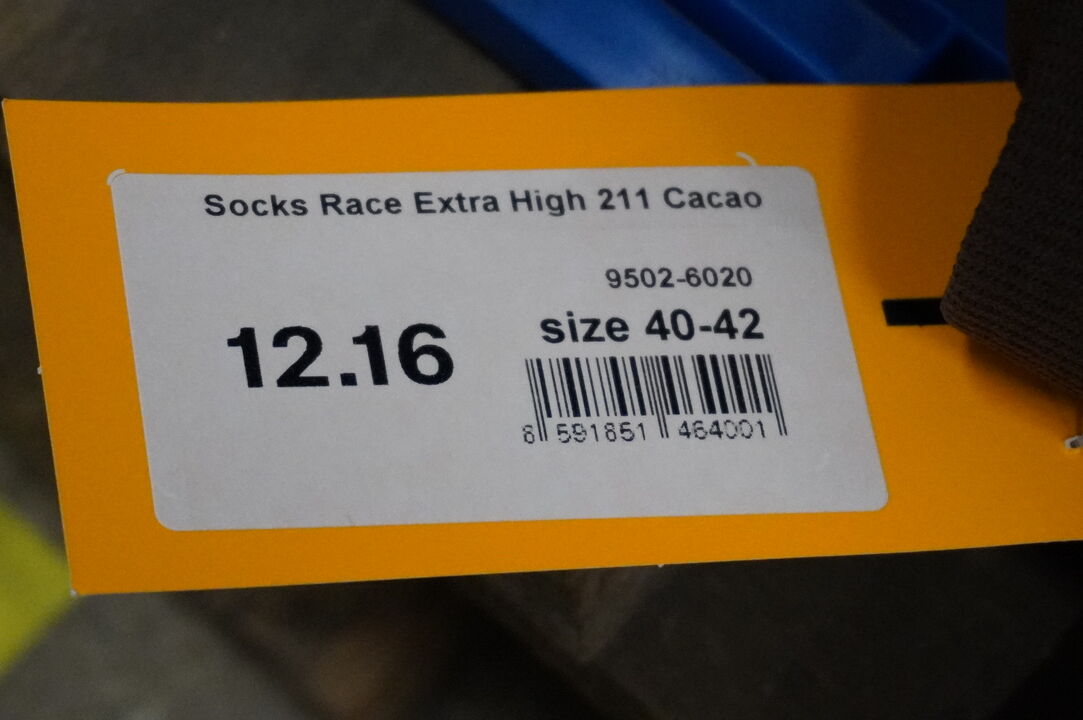 Socks Race Extra High 211 Cacao
9502-6020
12.16
size 40-42
8 591851 464001